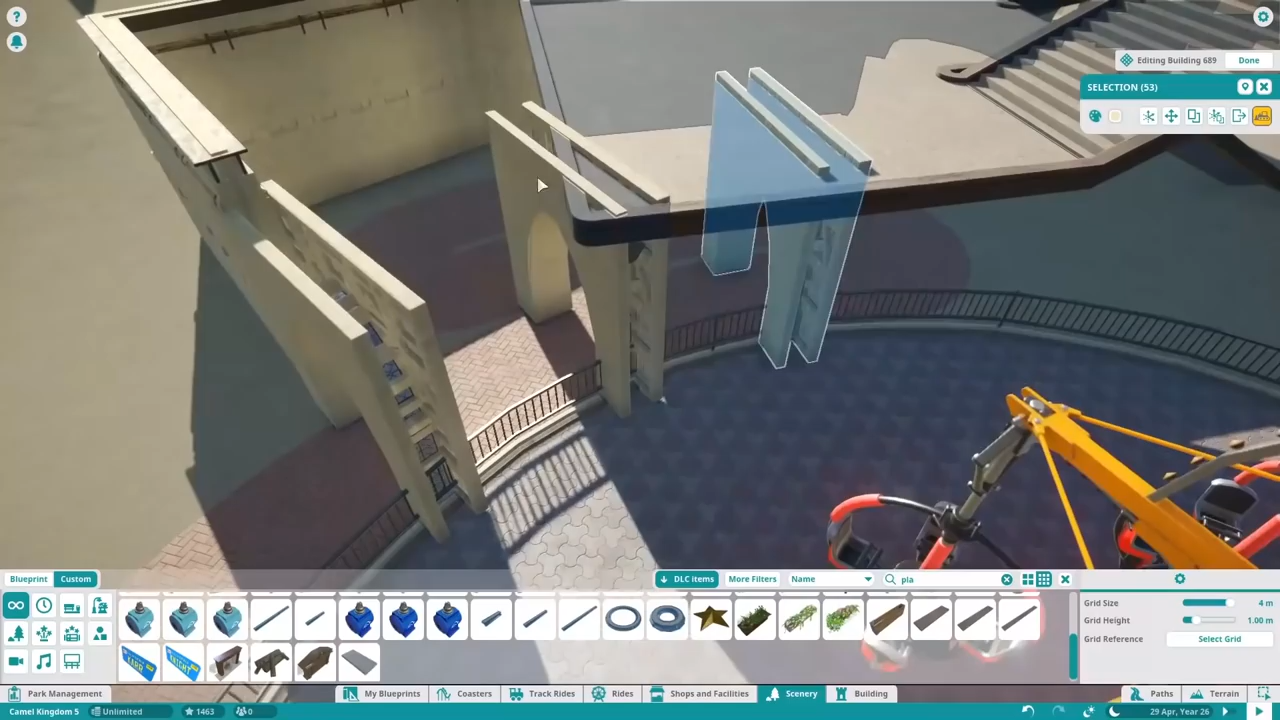 Editing Building 689 Done
SELECTION (53)
Blueprint Custom DLC items More Filters Name pla
Grid Size 4 m
Grid Height 1.00 m
Grid Reference Select Grid
Park Management My Blueprints Coasters Track Rides Rides Shops and Facilities Scenery Building Paths Terrain
Camel Kingdom 5 Unlimited 1463 0 29 Apr, Year 26